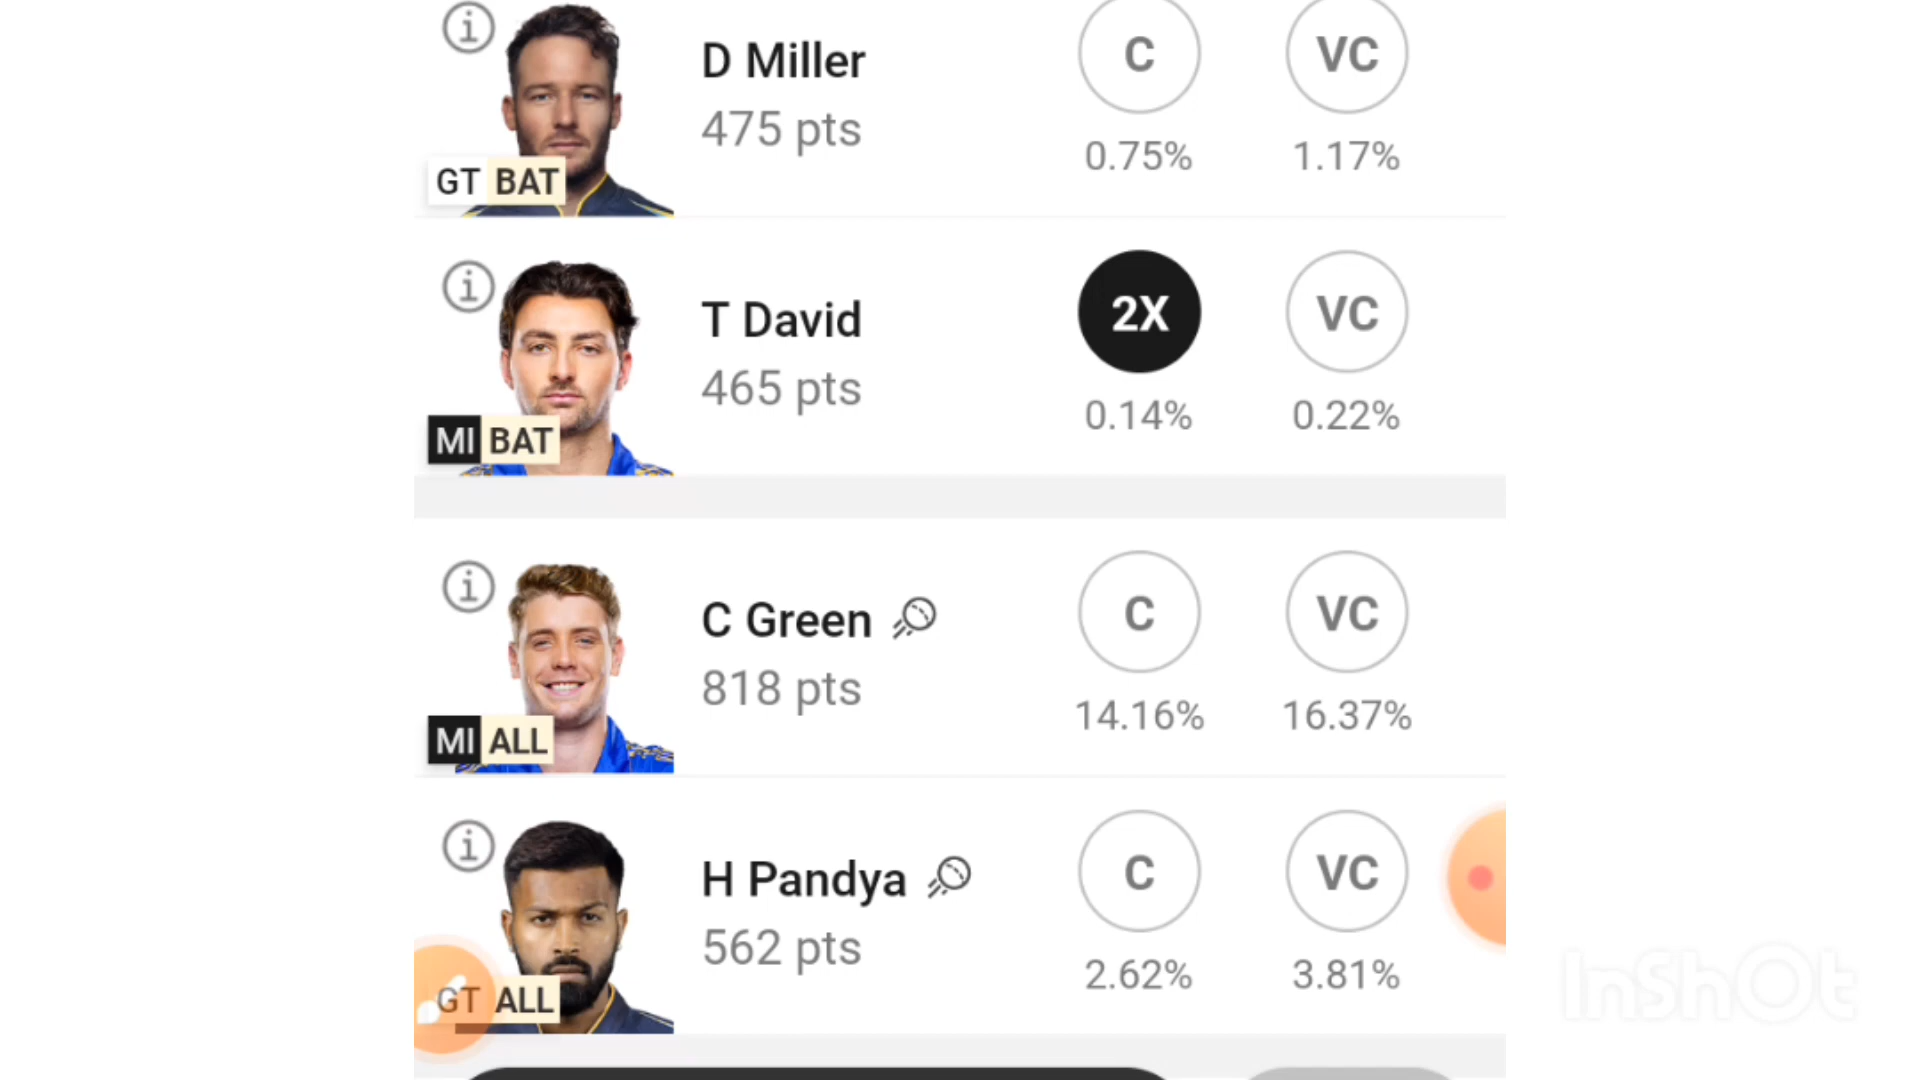 D Miller
475 pts
C
VC
0.75%
1.17%
GT BAT
T David
465 pts
2X
VC
0.14%
0.22%
MI BAT
C Green
818 pts
C
VC
14.16%
16.37%
MI ALL
H Pandya
562 pts
C
VC
2.62%
3.81%
GT ALL
InShOt